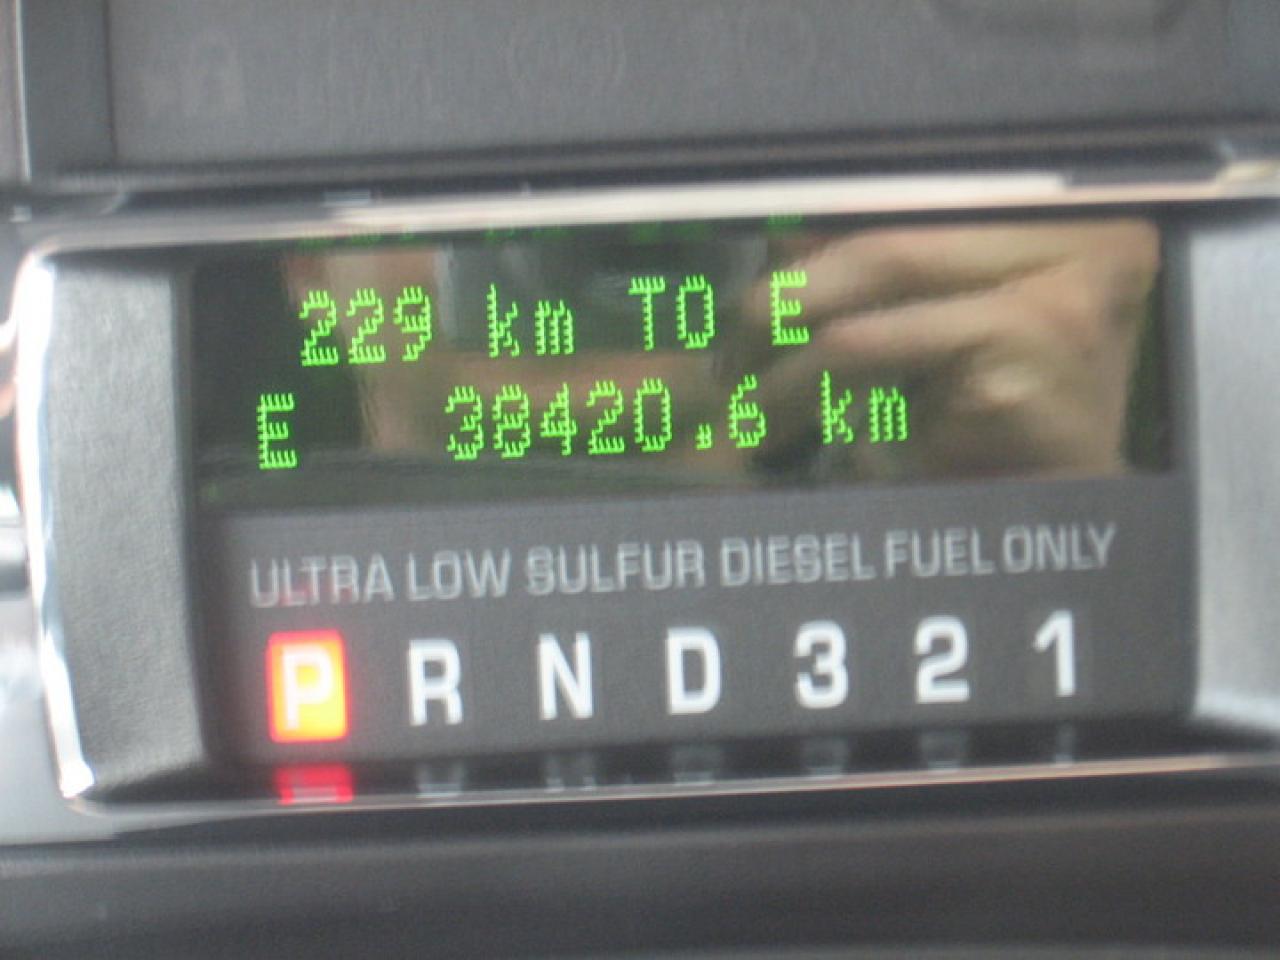 229 km TO E
E 38420.6 km
ULTRA LOW SULFUR DIESEL FUEL ONLY
P R N D 3 2 1